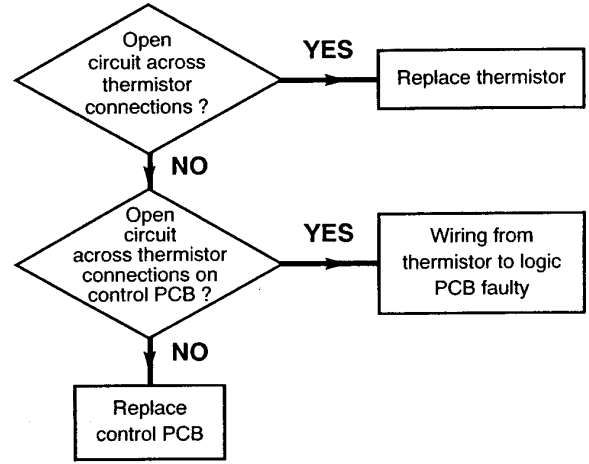 Open
circuit across
thermistor
connections ?
YES
Replace thermistor
NO
Open
circuit
across thermistor
connections on
control PCB ?
YES
Wiring from
thermistor to logic
PCB faulty
NO
Replace
control PCB